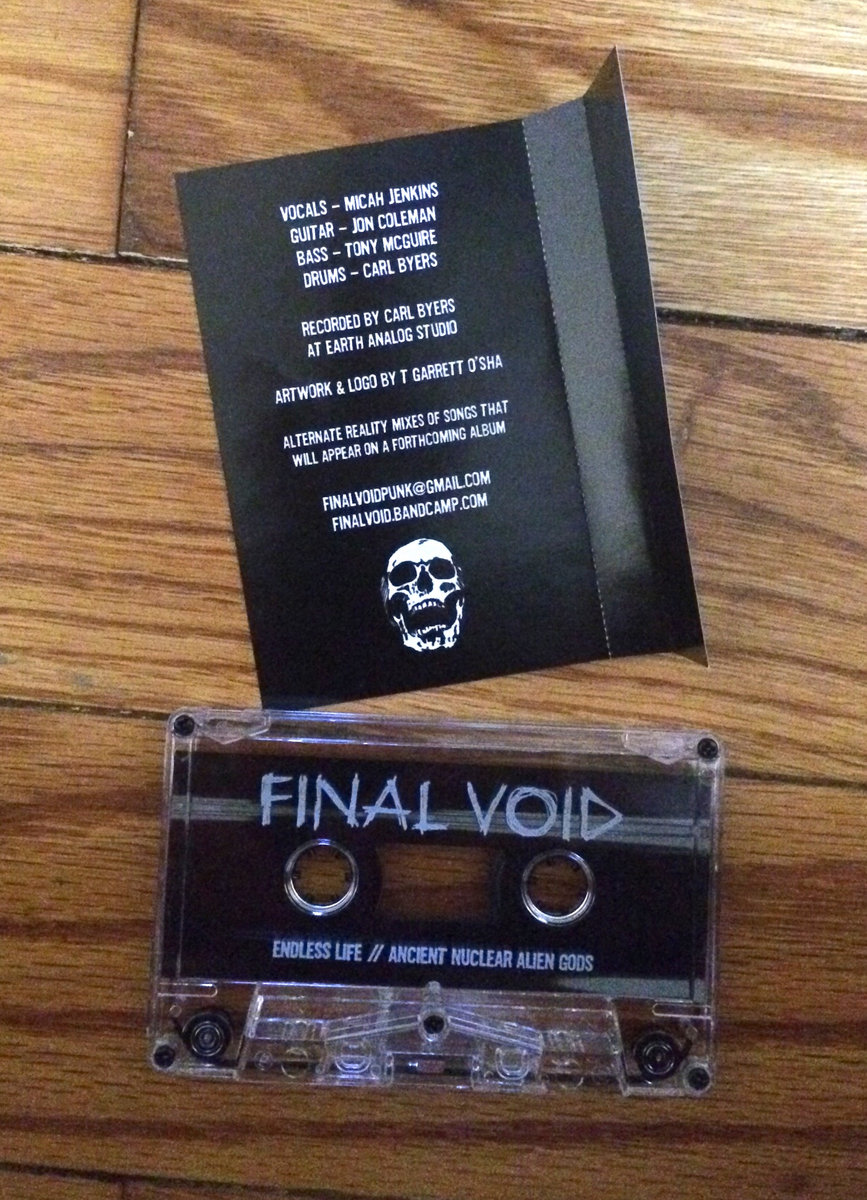 VOCALS – MICAH JENKINS
GUITAR – JON COLEMAN
BASS – TONY MCGUIRE
DRUMS – CARL BYERS
RECORDED BY CARL BYERS
AT EARTH ANALOG STUDIO
ARTWORK & LOGO BY T GARRETT O'SHA
ALTERNATE REALITY MIXES OF SONGS THAT
WILL APPEAR ON A FORTHCOMING ALBUM
FINALVOIDPUNK@GMAIL.COM
FINALVOID.BANDCAMP.COM
FINAL VOID
ENDLESS LIFE // ANCIENT NUCLEAR ALIEN GODS